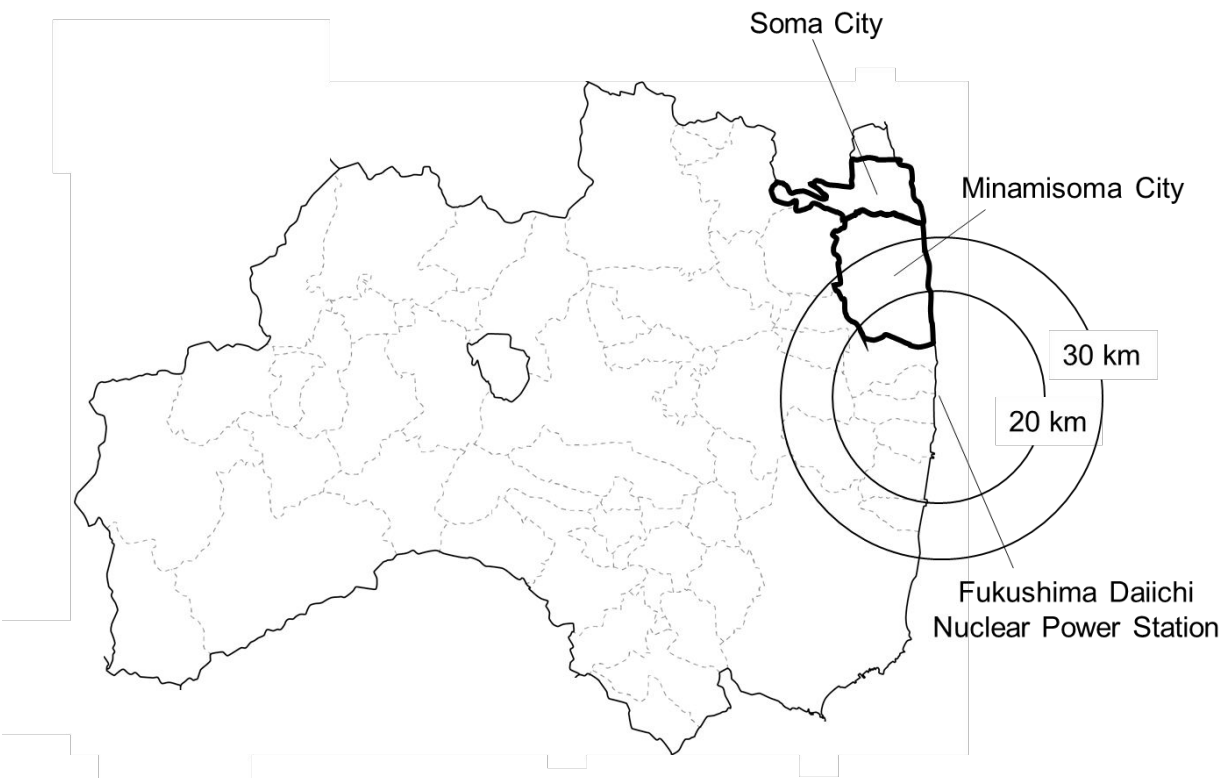 Soma City
Minamisoma City
30 km
20 km
Fukushima Daiichi
Nuclear Power Station